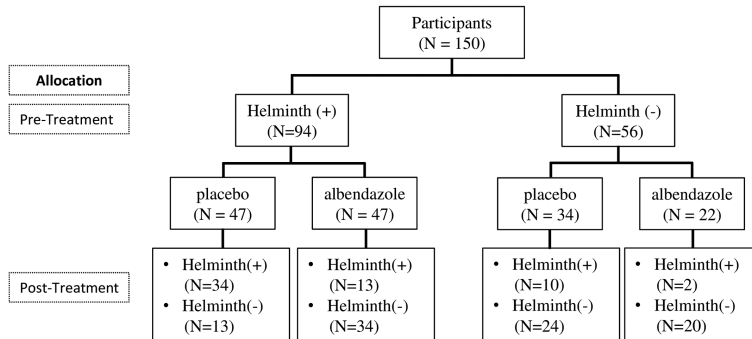 Participants
(N = 150)
Allocation
Pre-Treatment
Helminth (+)
(N=94)
Helminth (-)
(N=56)
placebo
(N = 47)
albendazole
(N = 47)
placebo
(N = 34)
albendazole
(N = 22)
Post-Treatment
• Helminth(+)
(N=34)
• Helminth(-)
(N=13)
• Helminth(+)
(N=13)
• Helminth(-)
(N=34)
• Helminth(+)
(N=10)
• Helminth(-)
(N=24)
• Helminth(+)
(N=2)
• Helminth(-)
(N=20)